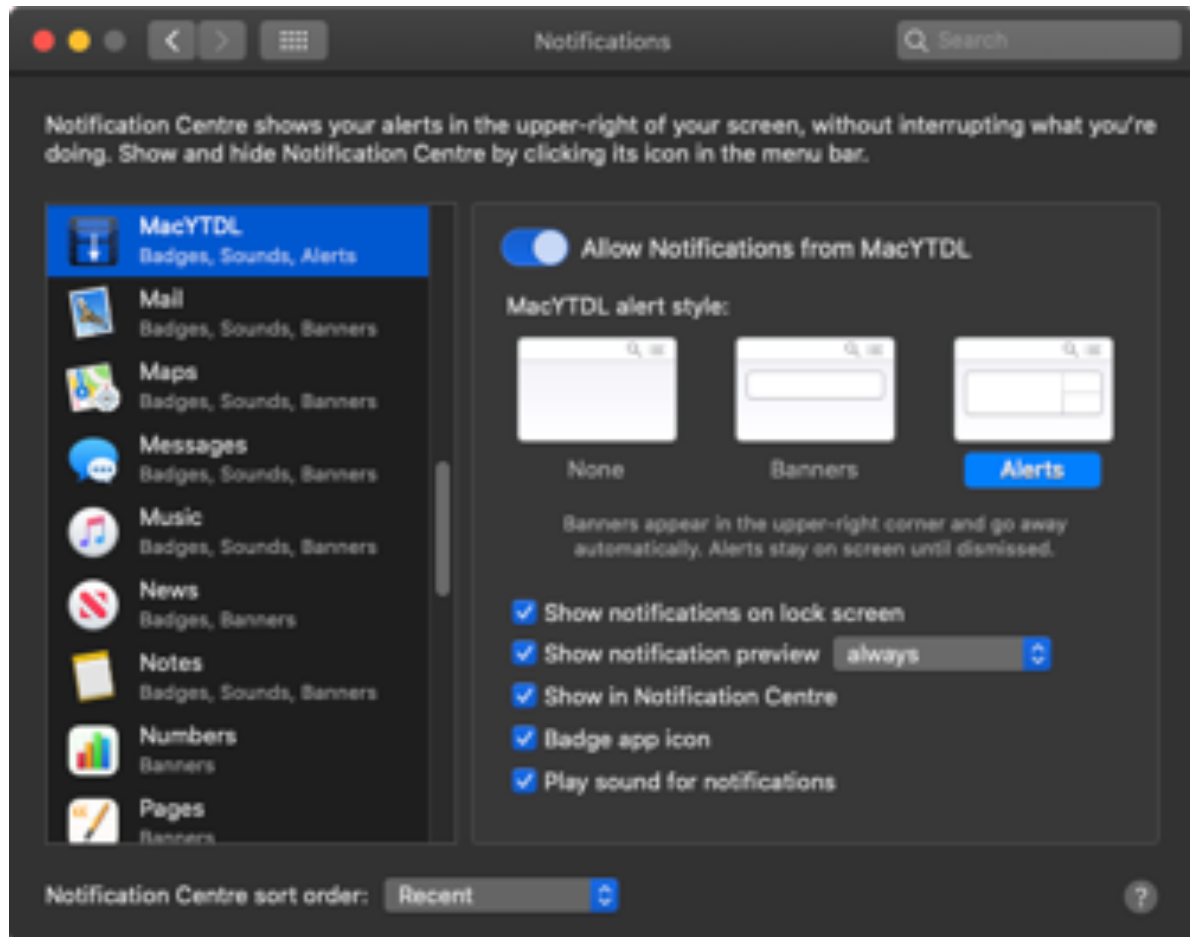 Notifications
Search
Notification Centre shows your alerts in the upper-right of your screen, without interrupting what you're
doing. Show and hide Notification Centre by clicking its icon in the menu bar.
MacYTDL
Badges, Sounds, Alerts
Mail
Badges, Sounds, Banners
Maps
Badges, Sounds, Banners
Messages
Badges, Sounds, Banners
Music
Badges, Sounds, Banners
News
Badges, Banners
Notes
Badges, Sounds, Banners
Numbers
Banners
Pages
Banners
Allow Notifications from MacYTDL
MacYTDL alert style:
None
Banners
Alerts
Banners appear in the upper-right corner and go away
automatically. Alerts stay on screen until dismissed.
Show notifications on lock screen
Show notification preview always
Show in Notification Centre
Badge app icon
Play sound for notifications
Notification Centre sort order: Recent
?